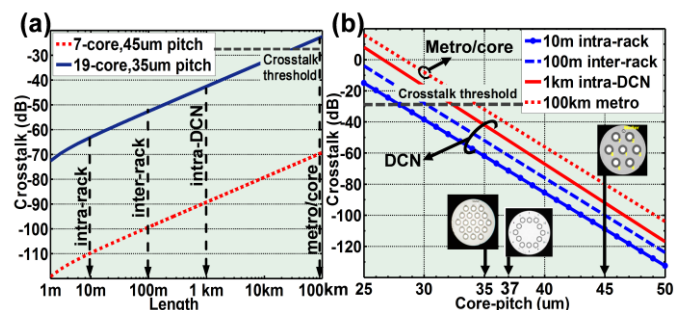 (a)
7-core,45um pitch
19-core,35um pitch
Crosstalk
threshold
-30
-40
-50
-60
-70
-80
-90
-100
-110
Crosstalk (dB)
intra-rack
inter-rack
intra-DCN
metro/core
1m
10m
100m
1 km
10km
100km
Length
(b)
10m intra-rack
100m inter-rack
1km intra-DCN
100km metro
Metro/core
Crosstalk threshold
DCN
20
0
-20
-40
-60
-80
-100
-120
Crosstalk (dB)
25
30
35
37
40
45
50
Core-pitch (um)